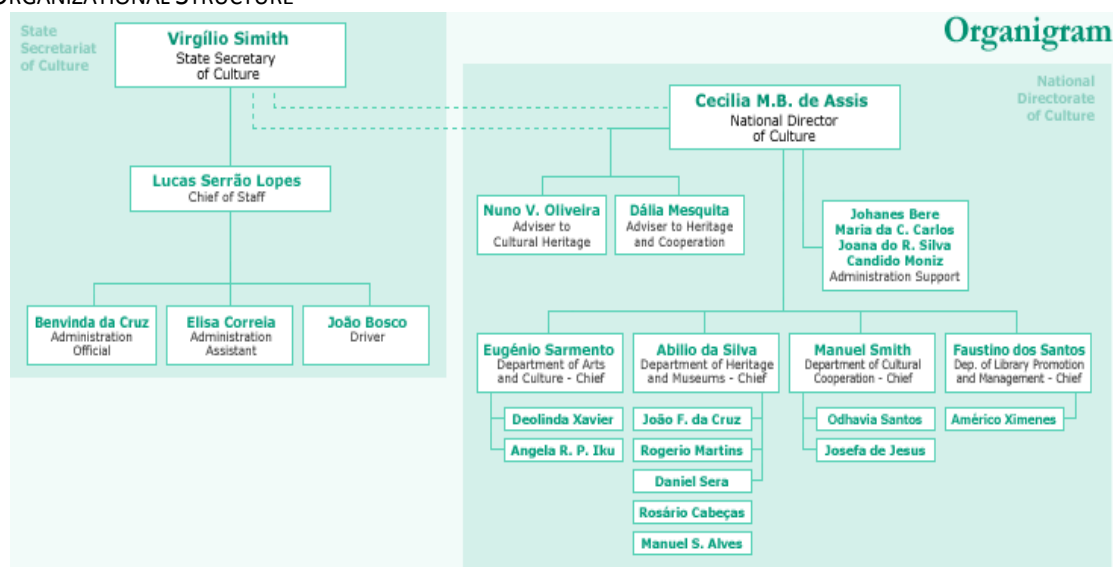 ORGANIZATIONAL STRUCTURE
Organigram
State
Secretariat
of Culture
Virgílio Simith
State Secretary
of Culture
National
Directorate
of Culture
Cecilia M.B. de Assis
National Director
of Culture
Lucas Serrão Lopes
Chief of Staff
Nuno V. Oliveira
Adviser to
Cultural Heritage
Dália Mesquita
Adviser to Heritage
and Cooperation
Johanes Bere
Maria da C. Carlos
Joana do R. Silva
Candido Moniz
Administration Support
Benvinda da Cruz
Administration
Official
Elisa Correia
Administration
Assistant
João Bosco
Driver
Eugénio Sarmento
Department of Arts
and Culture - Chief
Abilio da Silva
Department of Heritage
and Museums - Chief
Manuel Smith
Department of Cultural
Cooperation - Chief
Faustino dos Santos
Dep. of Library Promotion
and Management - Chief
Deolinda Xavier
João F. da Cruz
Odhavia Santos
Américo Ximenes
Angela R. P. Iku
Rogerio Martins
Josefa de Jesus
Daniel Sera
Rosário Cabeças
Manuel S. Alves